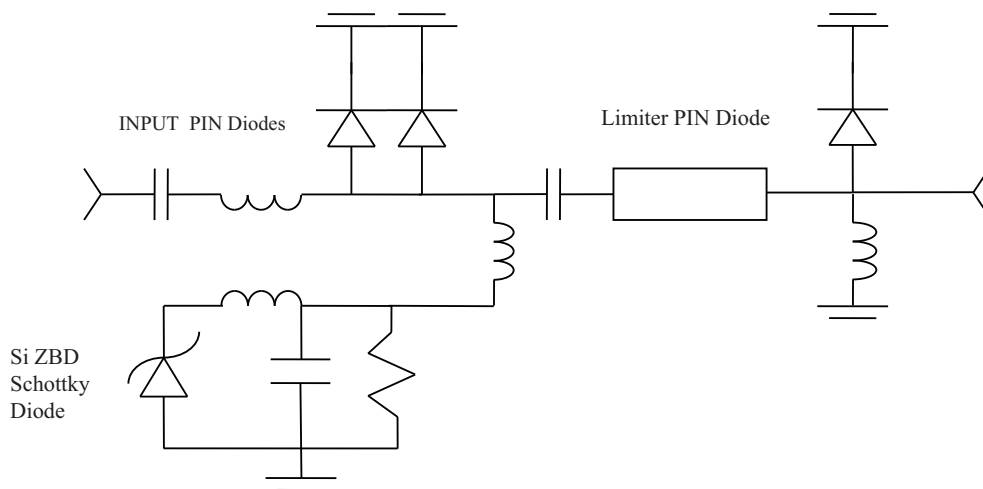 INPUT PIN Diodes
Limiter PIN Diode
Si ZBD
Schottky
Diode